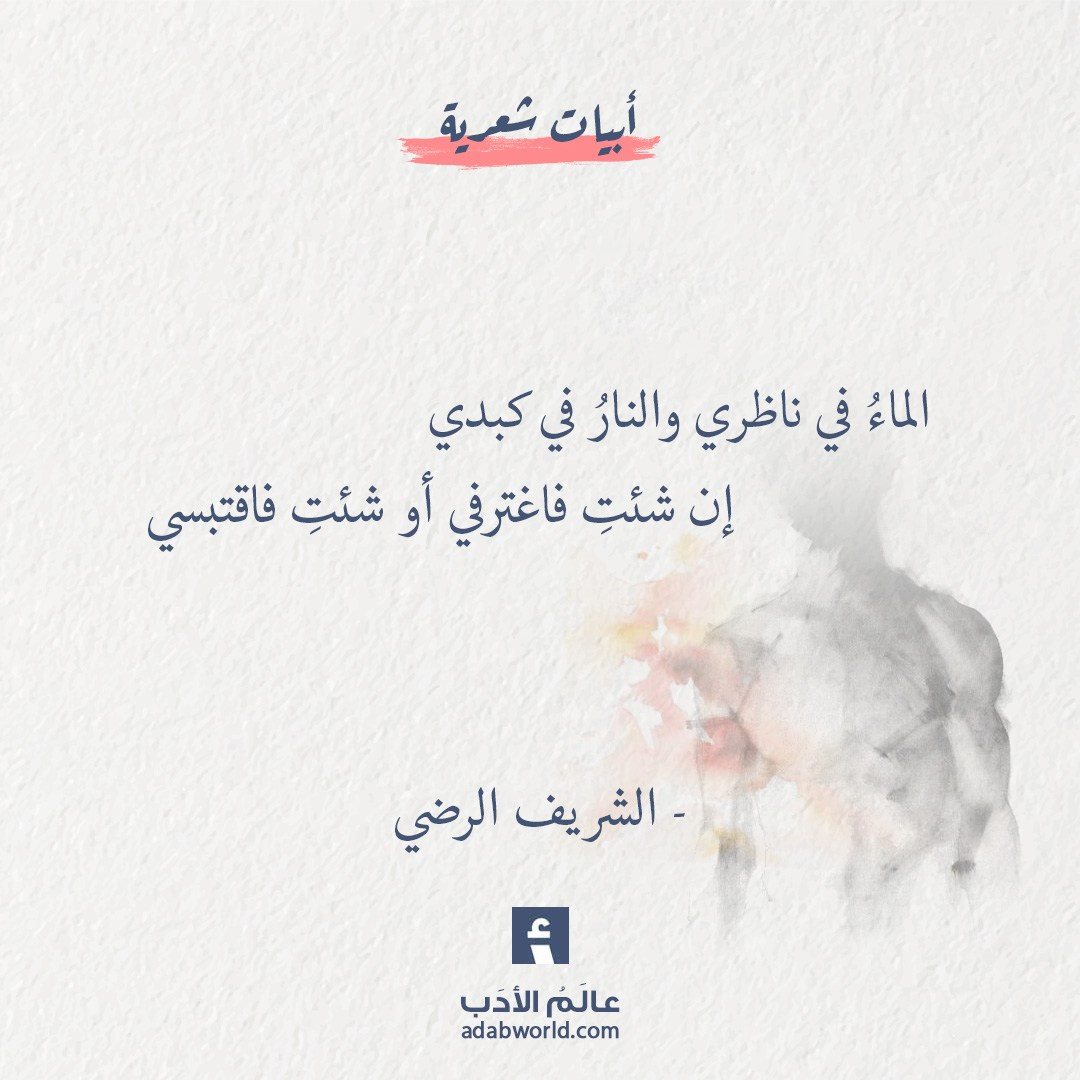 أبيات شعرية
الماءُ في ناظري والنارُ في كبدي
إن شئتِ فاغترفي أو شئتِ فاقتبسي
- الشريف الرضي
أ
عالَمُ الأدَب
adabworld.com